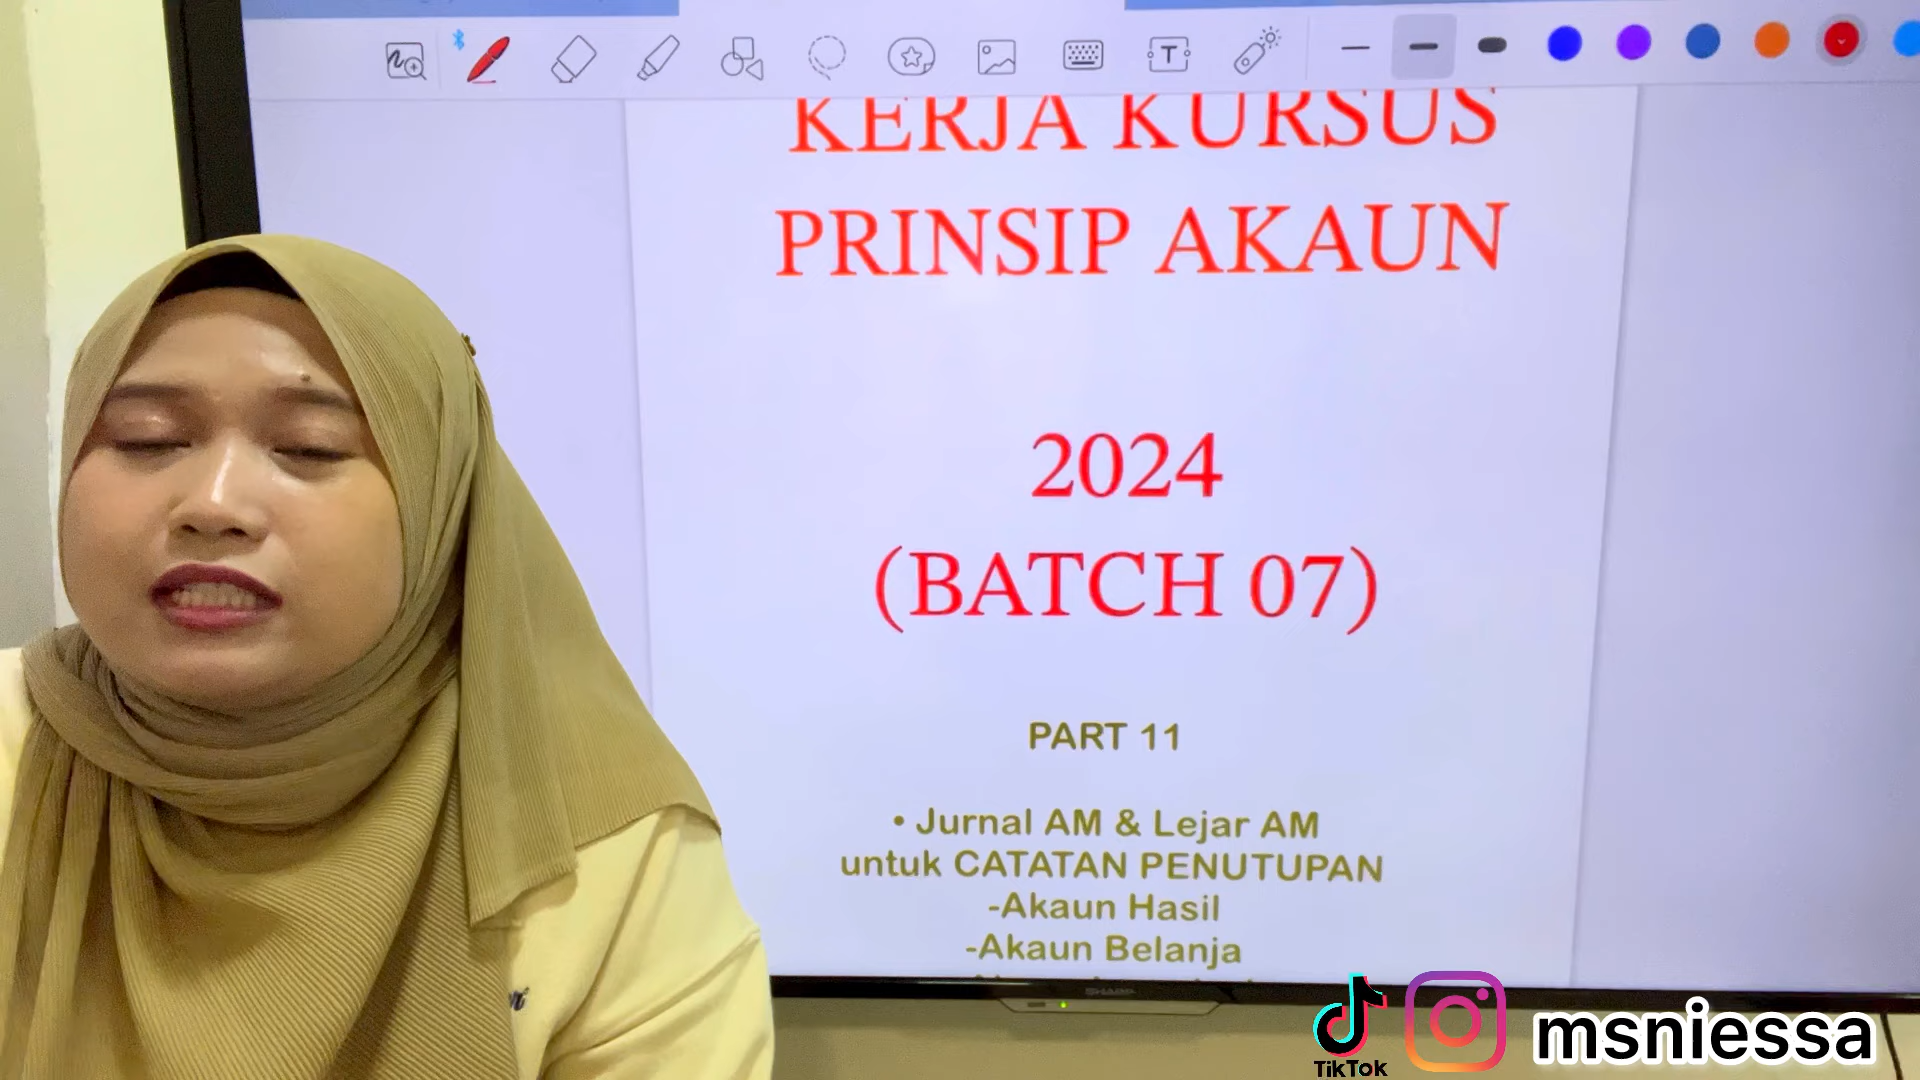 T
KERJA KURSUS
PRINSIP AKAUN
2024
(BATCH 07)
PART 11
• Jurnal AM & Lejar AM
untuk CATATAN PENUTUPAN
-Akaun Hasil
-Akaun Belanja
SHARP
TikTok
msniessa